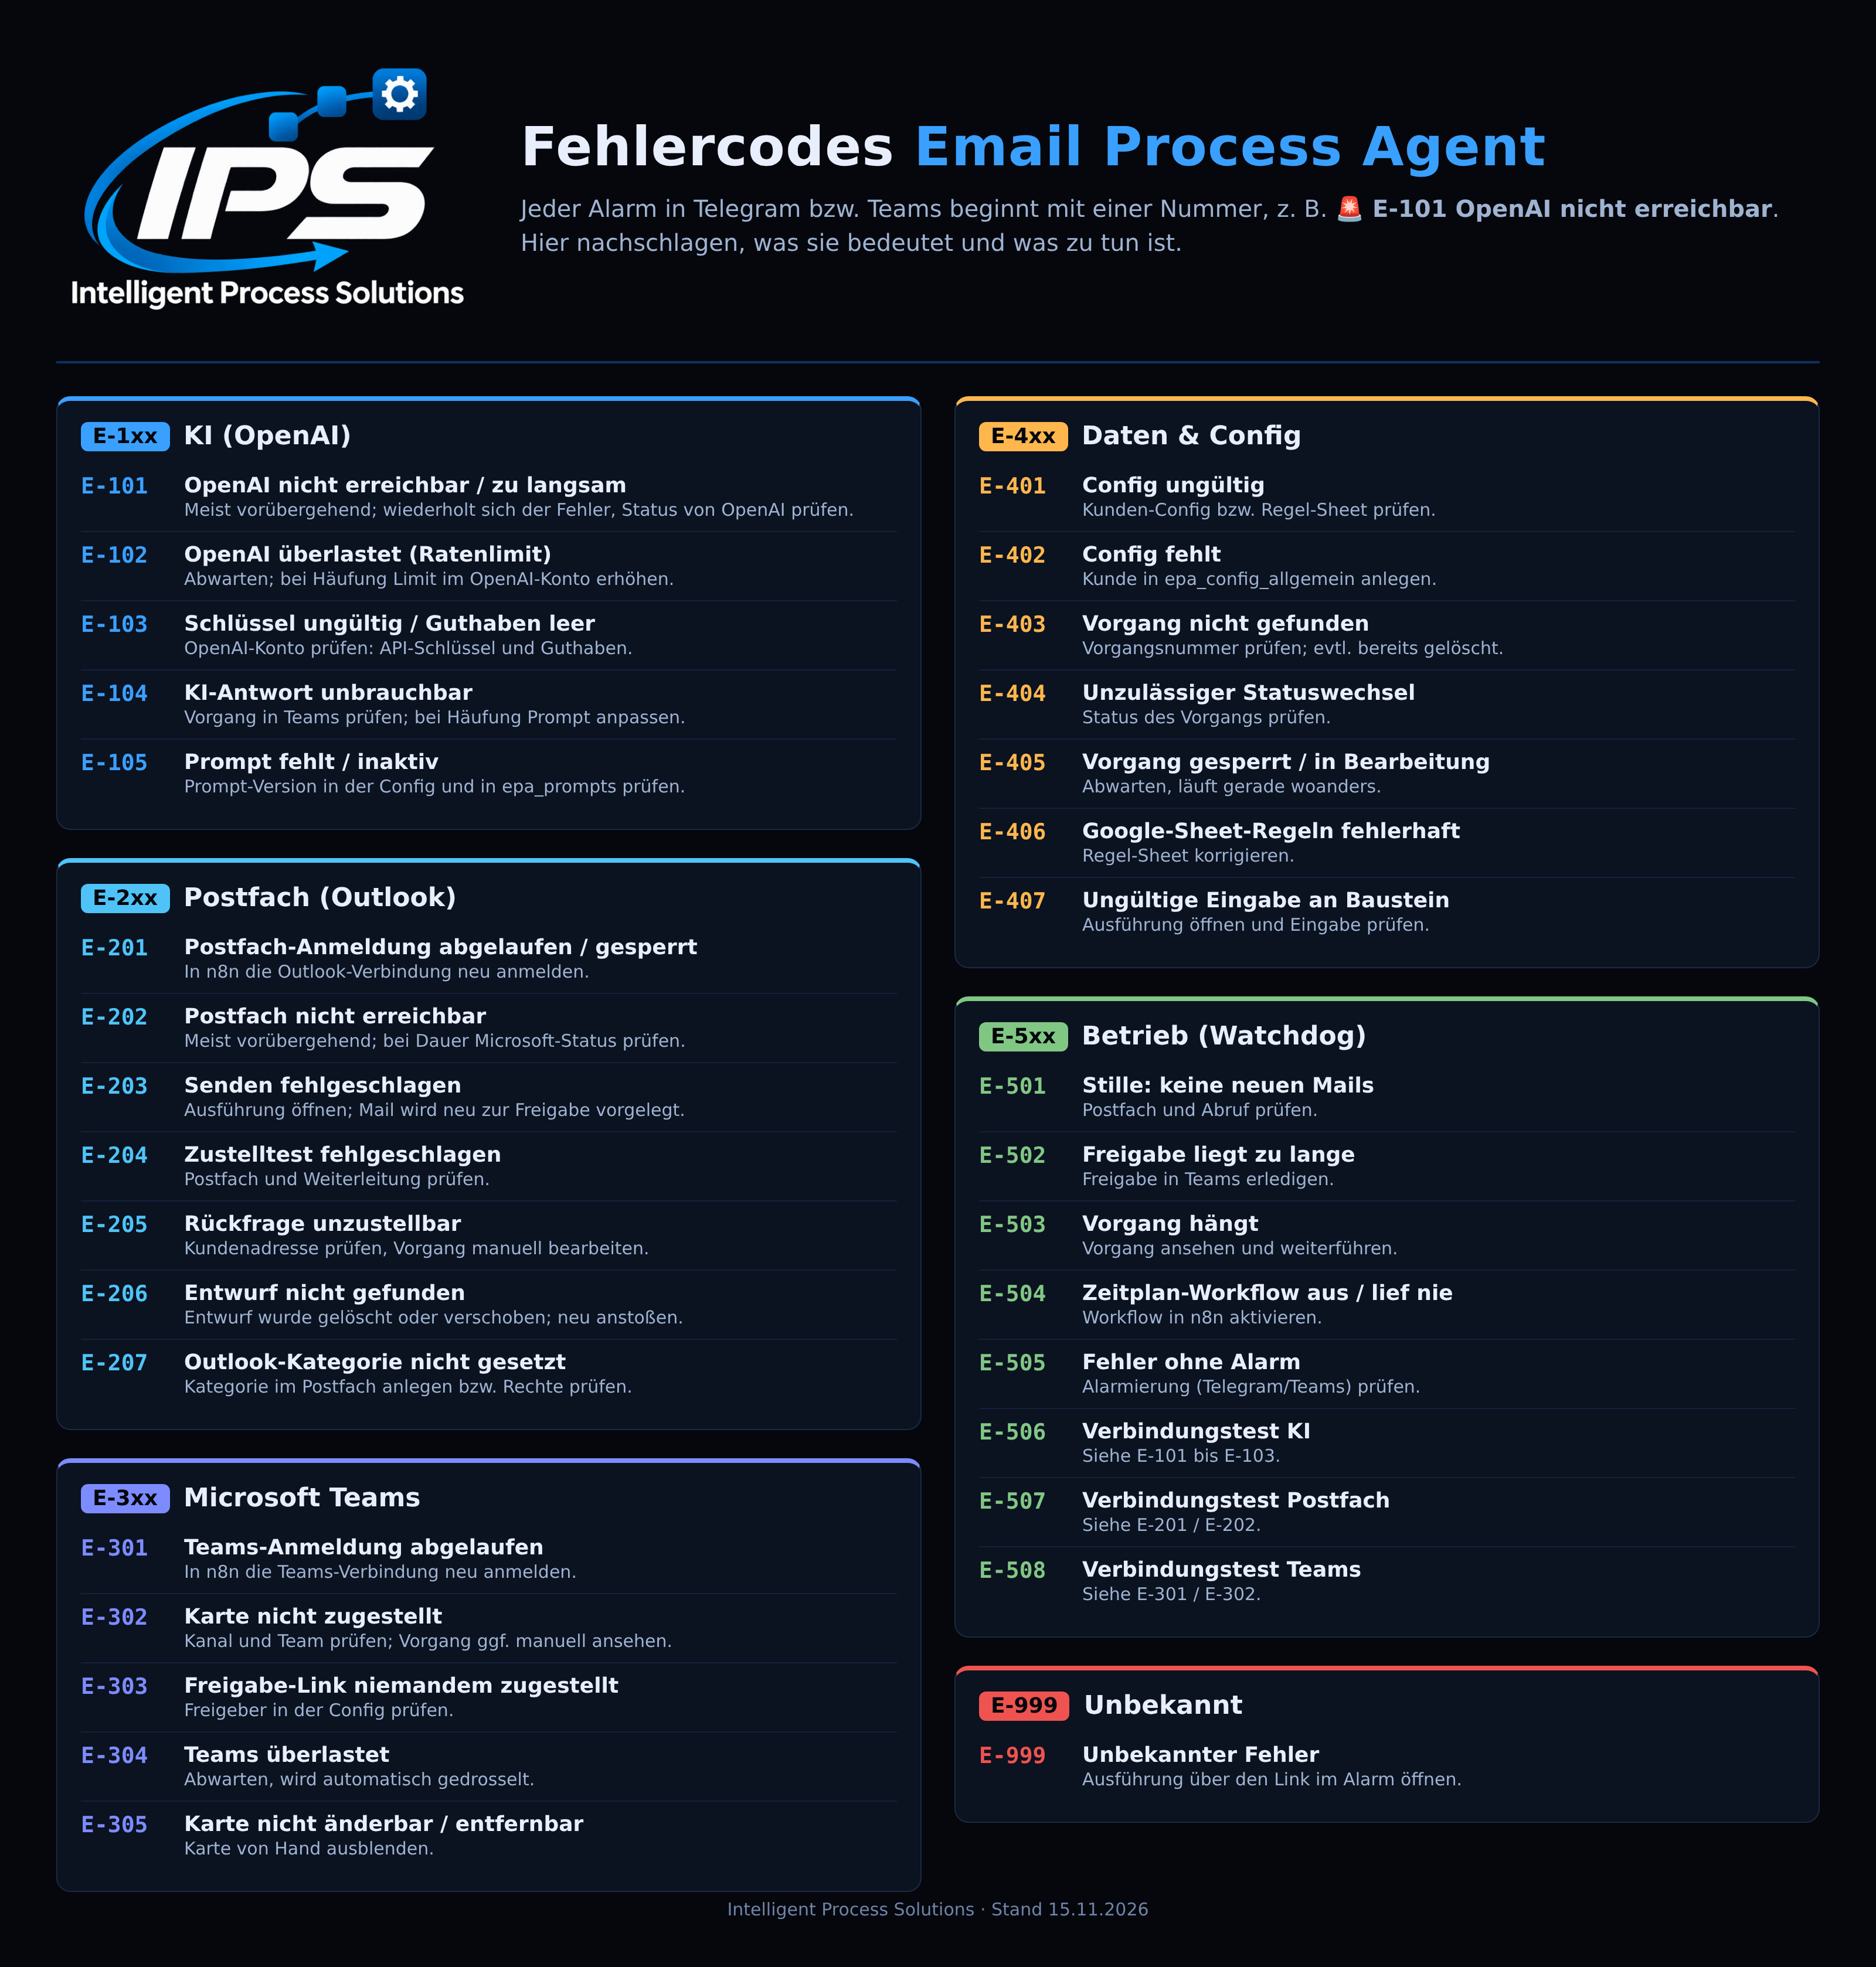 IPS
Intelligent Process Solutions
Fehlercodes Email Process Agent
Jeder Alarm in Telegram bzw. Teams beginnt mit einer Nummer, z. B. 🚨 E-101 OpenAI nicht erreichbar.
Hier nachschlagen, was sie bedeutet und was zu tun ist.
E-1xx KI (OpenAI)
E-101 OpenAI nicht erreichbar / zu langsam
Meist vorübergehend; wiederholt sich der Fehler, Status von OpenAI prüfen.
E-102 OpenAI überlastet (Ratenlimit)
Abwarten; bei Häufung Limit im OpenAI-Konto erhöhen.
E-103 Schlüssel ungültig / Guthaben leer
OpenAI-Konto prüfen: API-Schlüssel und Guthaben.
E-104 KI-Antwort unbrauchbar
Vorgang in Teams prüfen; bei Häufung Prompt anpassen.
E-105 Prompt fehlt / inaktiv
Prompt-Version in der Config und in epa_prompts prüfen.
E-2xx Postfach (Outlook)
E-201 Postfach-Anmeldung abgelaufen / gesperrt
In n8n die Outlook-Verbindung neu anmelden.
E-202 Postfach nicht erreichbar
Meist vorübergehend; bei Dauer Microsoft-Status prüfen.
E-203 Senden fehlgeschlagen
Ausführung öffnen; Mail wird neu zur Freigabe vorgelegt.
E-204 Zustelltest fehlgeschlagen
Postfach und Weiterleitung prüfen.
E-205 Rückfrage unzustellbar
Kundenadresse prüfen, Vorgang manuell bearbeiten.
E-206 Entwurf nicht gefunden
Entwurf wurde gelöscht oder verschoben; neu anstoßen.
E-207 Outlook-Kategorie nicht gesetzt
Kategorie im Postfach anlegen bzw. Rechte prüfen.
E-3xx Microsoft Teams
E-301 Teams-Anmeldung abgelaufen
In n8n die Teams-Verbindung neu anmelden.
E-302 Karte nicht zugestellt
Kanal und Team prüfen; Vorgang ggf. manuell ansehen.
E-303 Freigabe-Link niemandem zugestellt
Freigeber in der Config prüfen.
E-304 Teams überlastet
Abwarten, wird automatisch gedrosselt.
E-305 Karte nicht änderbar / entfernbar
Karte von Hand ausblenden.
E-4xx Daten & Config
E-401 Config ungültig
Kunden-Config bzw. Regel-Sheet prüfen.
E-402 Config fehlt
Kunde in epa_config_allgemein anlegen.
E-403 Vorgang nicht gefunden
Vorgangsnummer prüfen; evtl. bereits gelöscht.
E-404 Unzulässiger Statuswechsel
Status des Vorgangs prüfen.
E-405 Vorgang gesperrt / in Bearbeitung
Abwarten, läuft gerade woanders.
E-406 Google-Sheet-Regeln fehlerhaft
Regel-Sheet korrigieren.
E-407 Ungültige Eingabe an Baustein
Ausführung öffnen und Eingabe prüfen.
E-5xx Betrieb (Watchdog)
E-501 Stille: keine neuen Mails
Postfach und Abruf prüfen.
E-502 Freigabe liegt zu lange
Freigabe in Teams erledigen.
E-503 Vorgang hängt
Vorgang ansehen und weiterführen.
E-504 Zeitplan-Workflow aus / lief nie
Workflow in n8n aktivieren.
E-505 Fehler ohne Alarm
Alarmierung (Telegram/Teams) prüfen.
E-506 Verbindungstest KI
Siehe E-101 bis E-103.
E-507 Verbindungstest Postfach
Siehe E-201 / E-202.
E-508 Verbindungstest Teams
Siehe E-301 / E-302.
E-999 Unbekannt
E-999 Unbekannter Fehler
Ausführung über den Link im Alarm öffnen.
Intelligent Process Solutions · Stand 15.11.2026